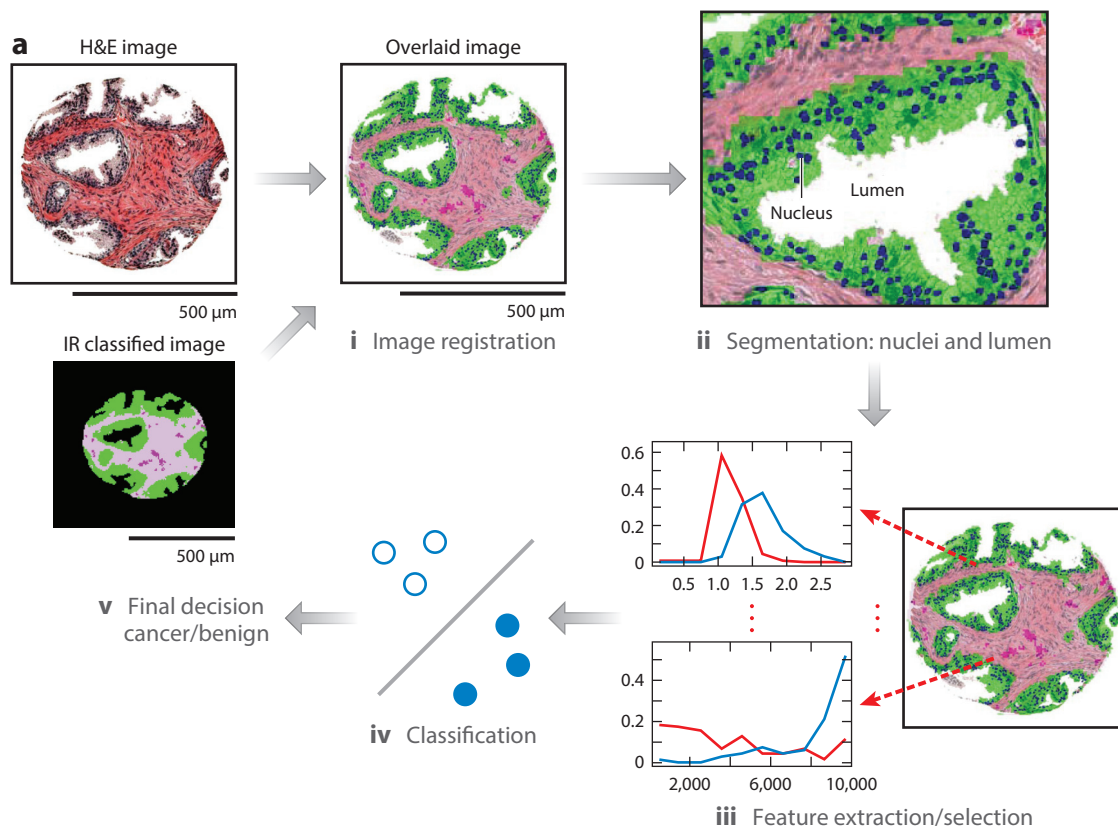 a
H&E image
Overlaid image
Lumen
Nucleus
500 µm
500 µm
IR classified image
i Image registration
ii Segmentation: nuclei and lumen
500 µm
0.6
0.4
0.2
0
0.5 1.0 1.5 2.0 2.5
0.4
0.2
0
2,000 6,000 10,000
iii Feature extraction/selection
iv Classification
v Final decision
cancer/benign